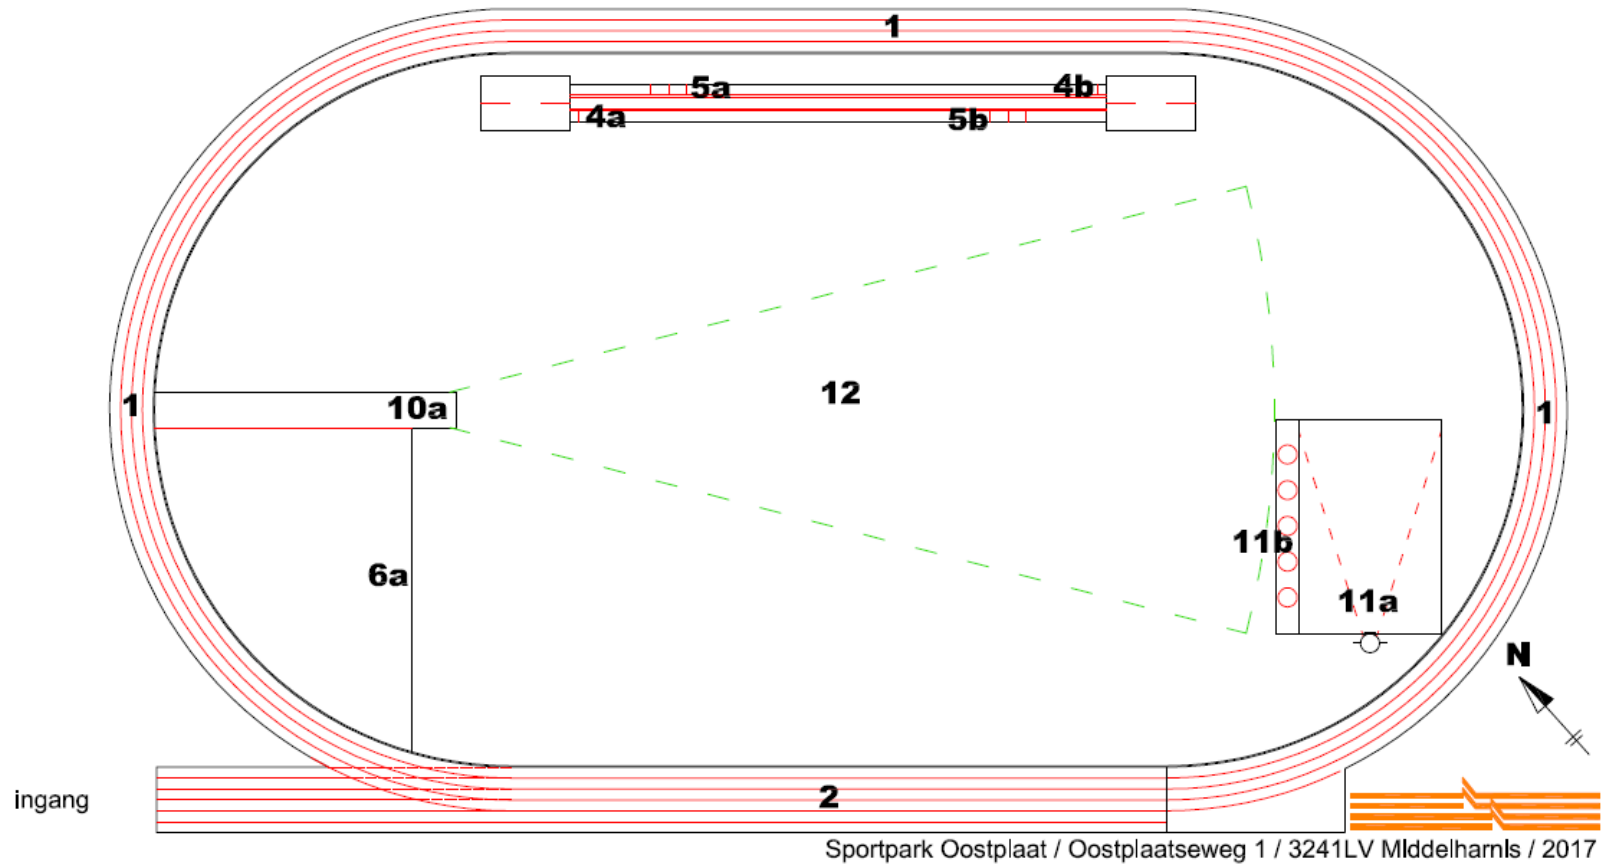 1
5a
4b
4a
5b
12
10a
1
1
11b
6a
11a
N
2
ingang
Sportpark Oostplaat / Oostplaatseweg 1 / 3241LV MIddelharnIs / 2017